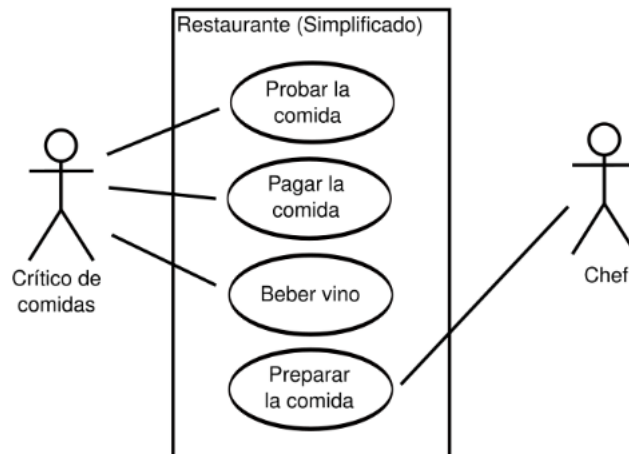 Restaurante (Simplificado)
Probar la
comida
Pagar la
comida
Beber vino
Preparar
la comida
Crítico de
comidas
Chef